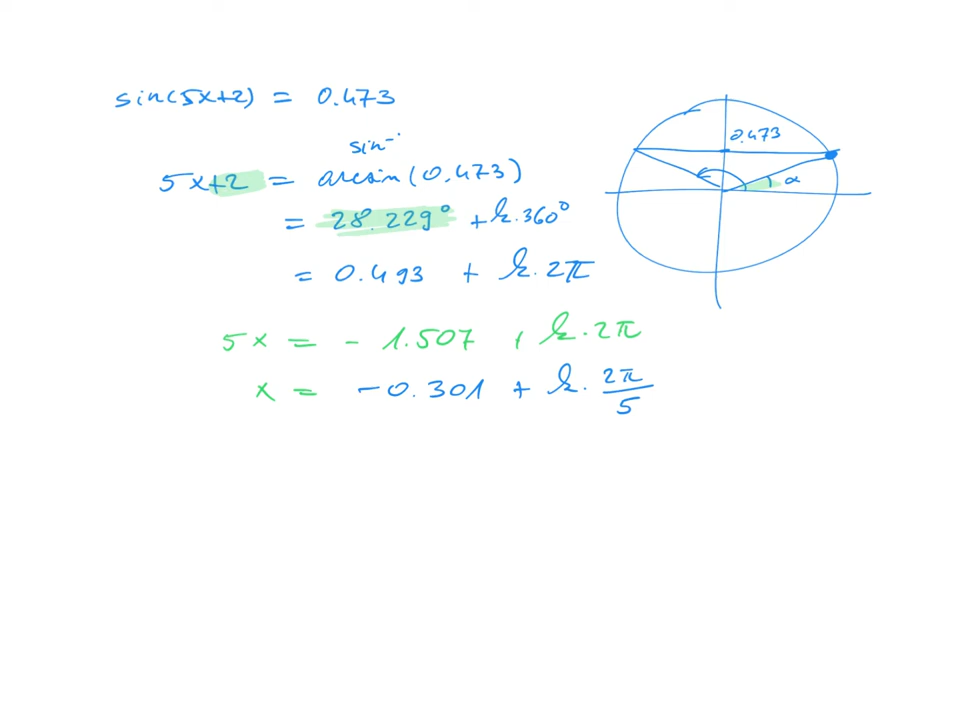 sin(5x+2) = 0.473
sin⁻¹
5x+2 = arcsin(0.473)
= 28.229° + k.360°
= 0.493 + k.2π
5x = - 1.507 + k.2π
x = -0.301 + k. 2π/5
0.473
α